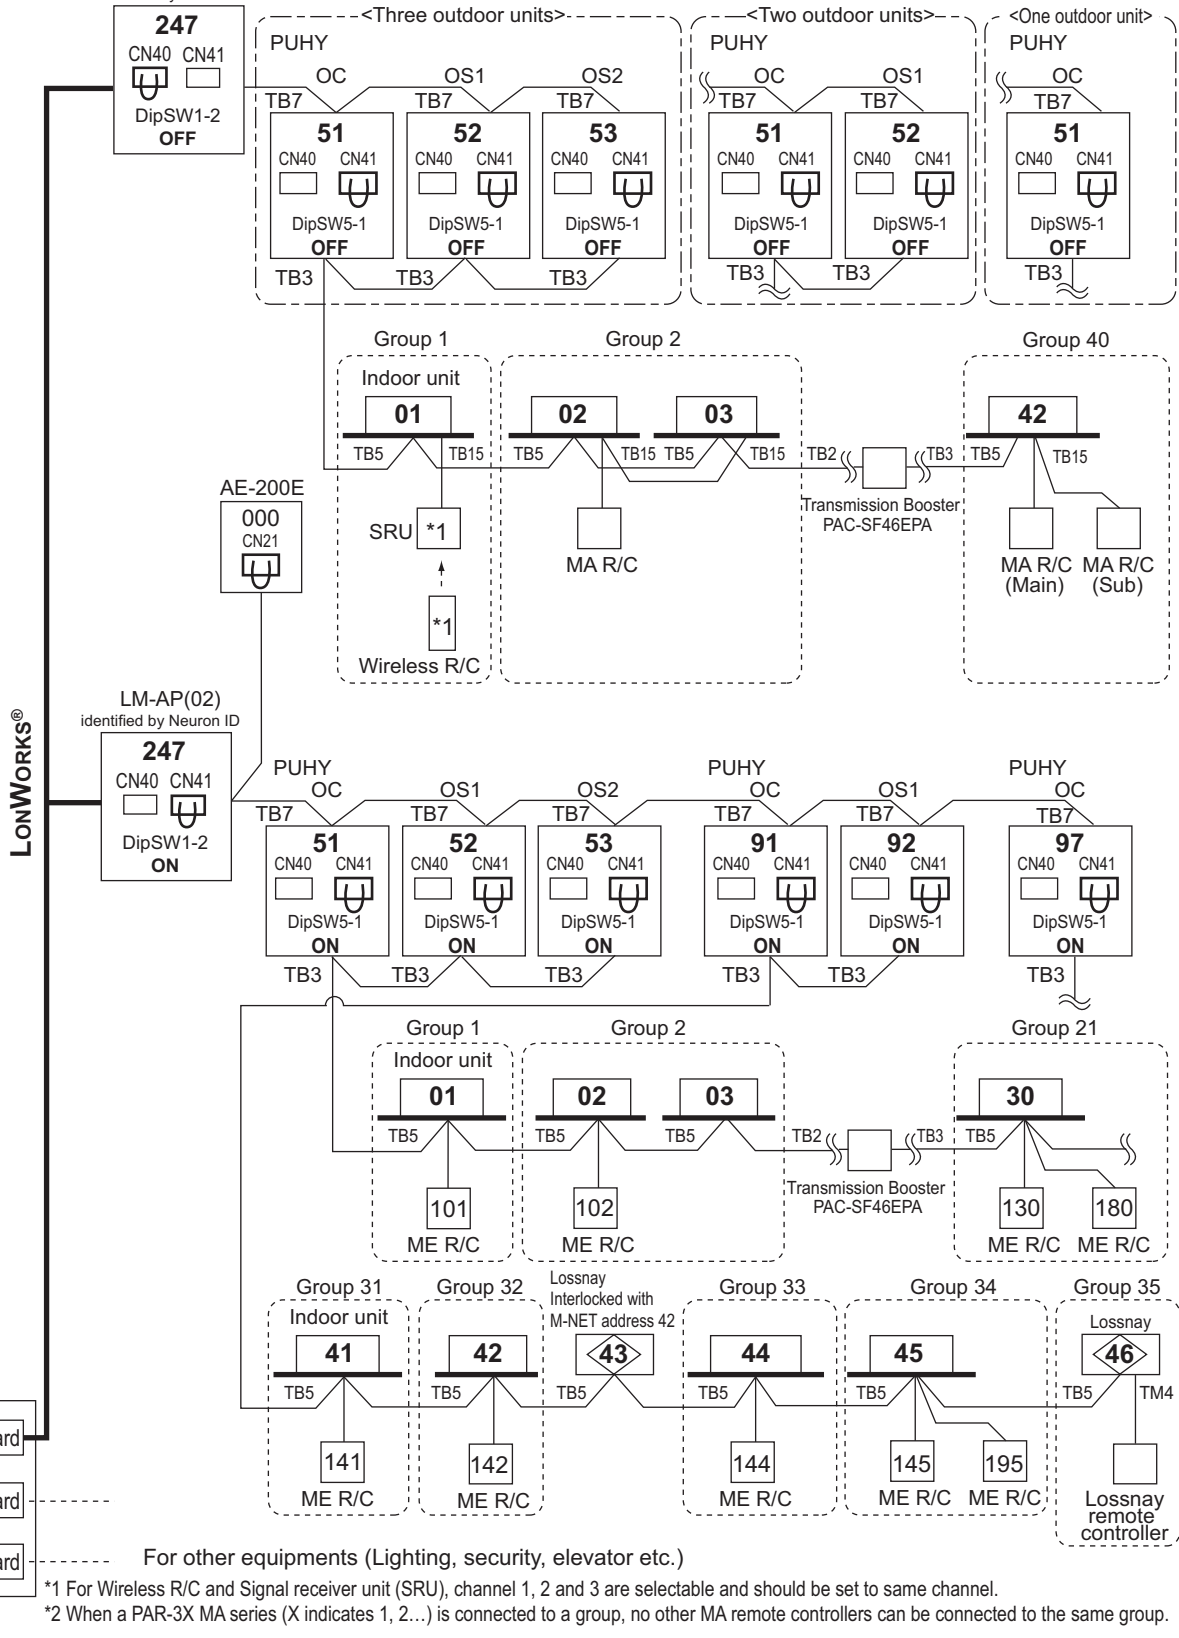 247
CN40 CN41
DipSW1-2
OFF
<Three outdoor units>
PUHY
OC OS1 OS2
TB7 TB7 TB7
51 52 53
CN40 CN41 CN40 CN41 CN40 CN41
DipSW5-1 DipSW5-1 DipSW5-1
OFF OFF OFF
TB3 TB3 TB3
<Two outdoor units>
PUHY
OC OS1
TB7 TB7
51 52
CN40 CN41 CN40 CN41
DipSW5-1 DipSW5-1
OFF OFF
TB3 TB3
<One outdoor unit>
PUHY
OC
TB7
51
CN40 CN41
DipSW5-1
OFF
TB3
Group 1
Indoor unit
01
TB5 TB15
SRU *1
*1
Wireless R/C
Group 2
02 03
TB5 TB15 TB5 TB15
MA R/C
TB2 TB3
Transmission Booster
PAC-SF46EPA
Group 40
42
TB5 TB15
MA R/C MA R/C
(Main) (Sub)
AE-200E
000
CN21
LONWORKS®
LM-AP(02)
identified by Neuron ID
247
CN40 CN41
DipSW1-2
ON
PUHY PUHY PUHY
OC OS1 OS2 OC OS1 OC
TB7 TB7 TB7 TB7 TB7 TB7
51 52 53 91 92 97
CN40 CN41 CN40 CN41 CN40 CN41 CN40 CN41 CN40 CN41 CN40 CN41
DipSW5-1 DipSW5-1 DipSW5-1 DipSW5-1 DipSW5-1 DipSW5-1
ON ON ON ON ON ON
TB3 TB3 TB3 TB3 TB3 TB3
Group 1 Group 2 Group 21
Indoor unit
01 02 03 30
TB5 TB5 TB5 TB2 TB3 TB5
Transmission Booster
PAC-SF46EPA
101 102 130 180
ME R/C ME R/C ME R/C ME R/C
Group 31 Group 32 Group 33 Group 34 Group 35
Lossnay
Interlocked with
M-NET address 42
Indoor unit Lossnay
41 42 43 44 45 46
TB5 TB5 TB5 TB5 TB5 TB5 TM4
141 142 144 145 195
ME R/C ME R/C ME R/C ME R/C ME R/C
Lossnay
remote
controller
ard
ard
ard
For other equipments (Lighting, security, elevator etc.)
*1 For Wireless R/C and Signal receiver unit (SRU), channel 1, 2 and 3 are selectable and should be set to same channel.
*2 When a PAR-3X MA series (X indicates 1, 2…) is connected to a group, no other MA remote controllers can be connected to the same group.